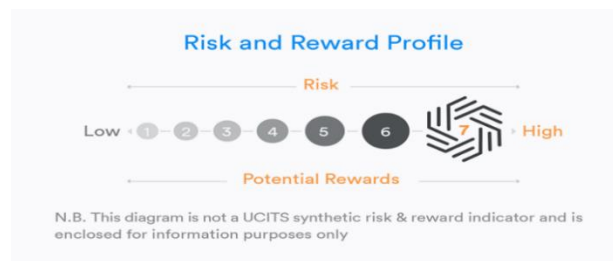 Risk and Reward Profile
Risk
Low 1 2 3 4 5 6 7 High
Potential Rewards
N.B. This diagram is not a UCITS synthetic risk & reward indicator and is
enclosed for information purposes only